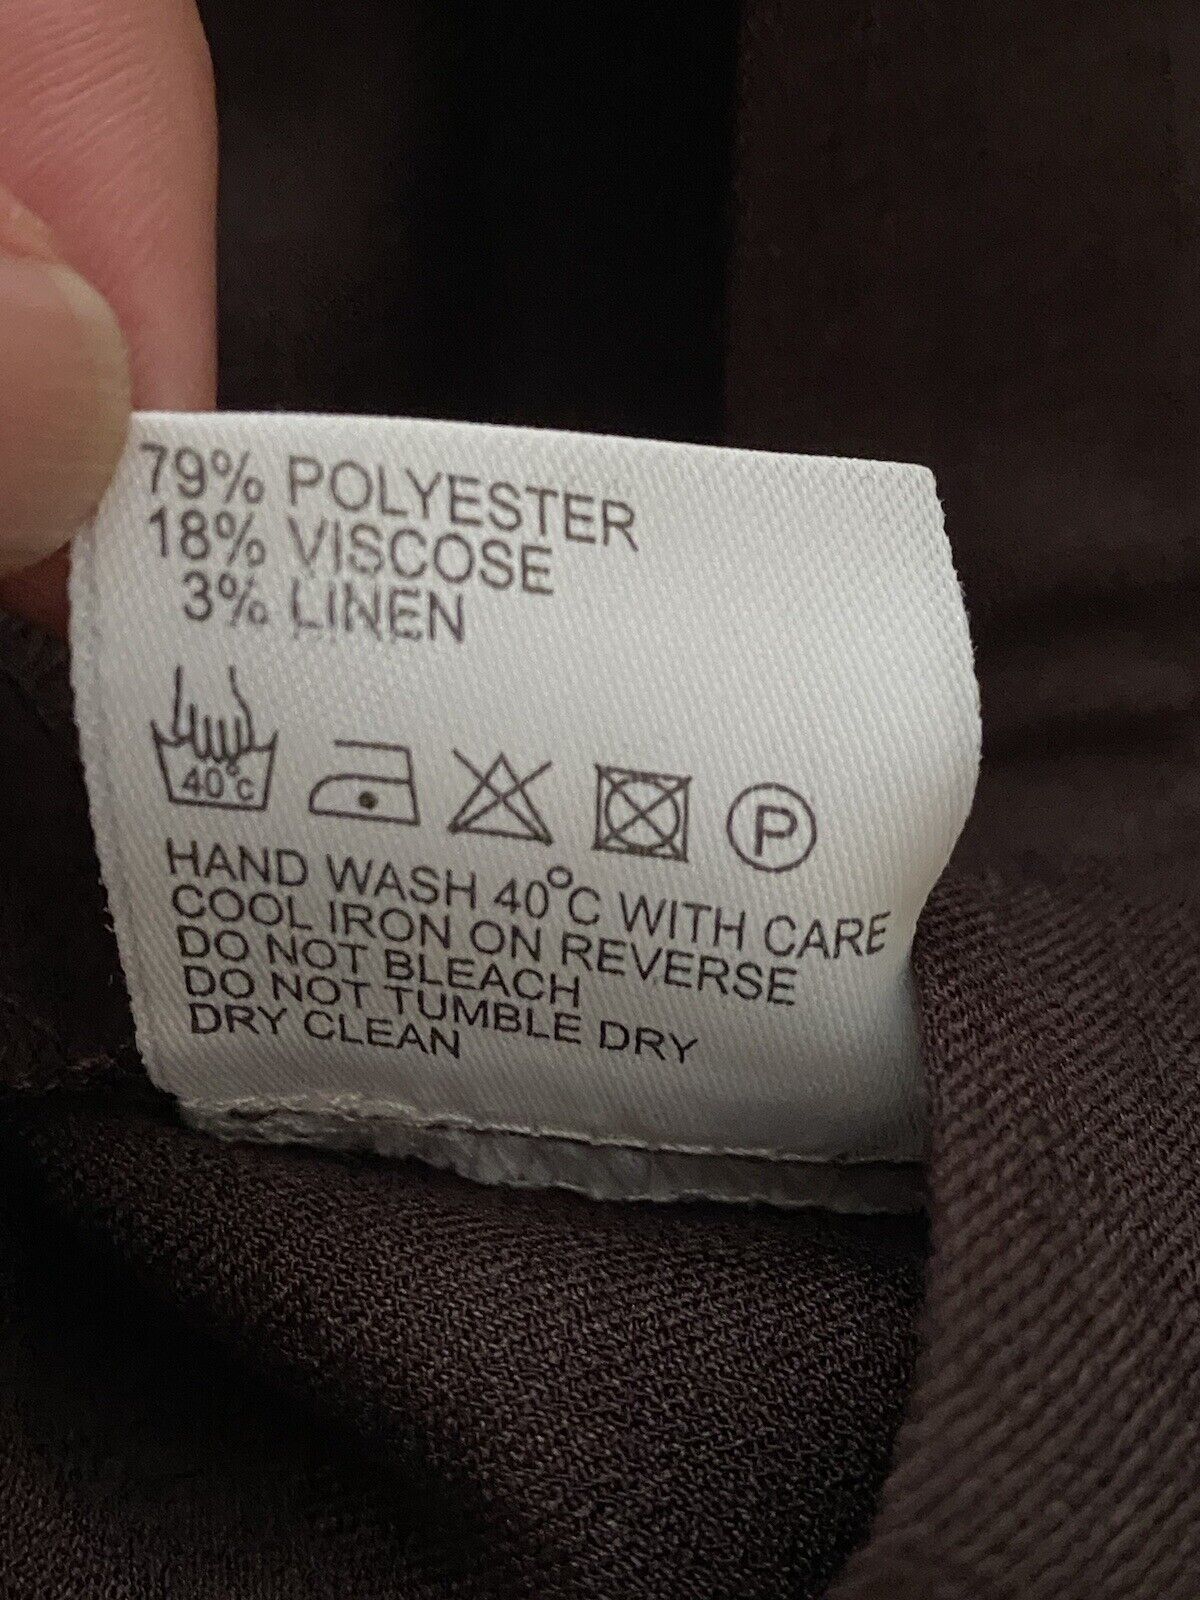 79% POLYESTER
18% VISCOSE
3% LINEN
40°c
P
HAND WASH 40°C WITH CARE
COOL IRON ON REVERSE
DO NOT BLEACH
DO NOT TUMBLE DRY
DRY CLEAN